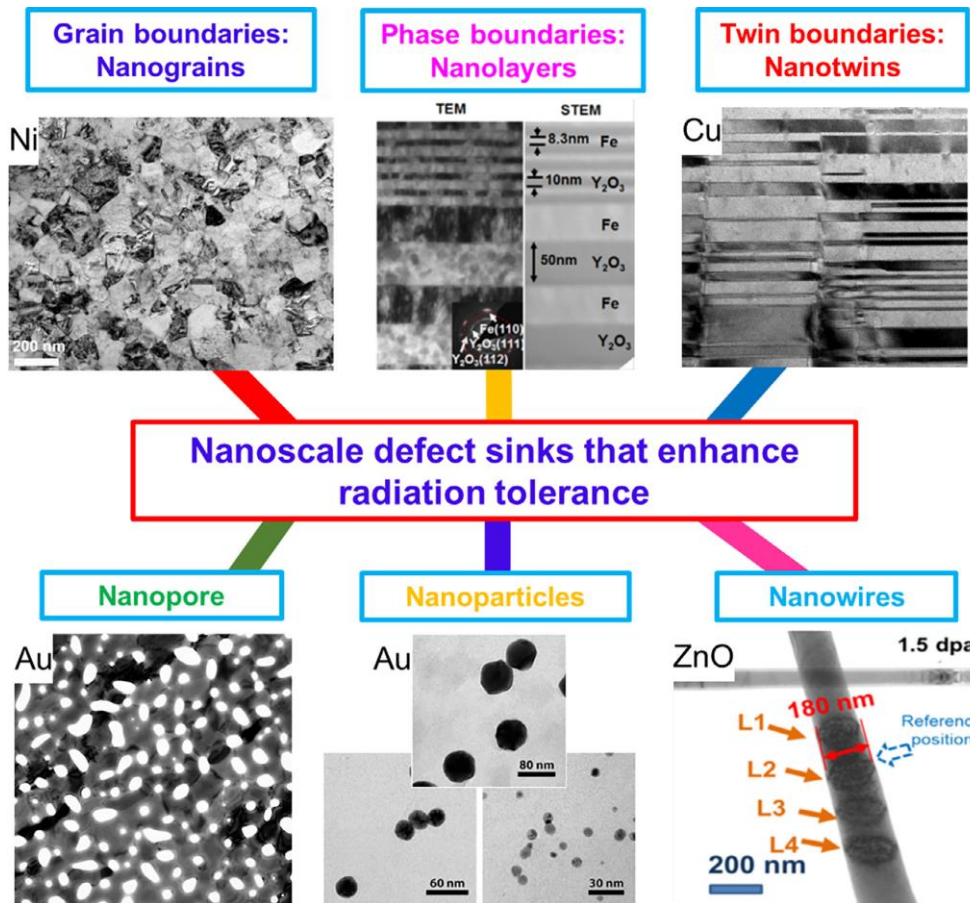 Grain boundaries:
Nanograins
Phase boundaries:
Nanolayers
Twin boundaries:
Nanotwins
Ni
200 nm
TEM
STEM
8.3nm
Fe
10nm
Y₂O₃
Fe
50nm
Y₂O₃
Fe
Y₂O₃
Fe(110)
Y₂O₃(111)
Y₂O₃(112)
Cu
Nanoscale defect sinks that enhance
radiation tolerance
Nanopore
Nanoparticles
Nanowires
Au
Au
80 nm
60 nm
30 nm
ZnO
1.5 dpa
180 nm
L1
Reference
position
L2
L3
L4
200 nm